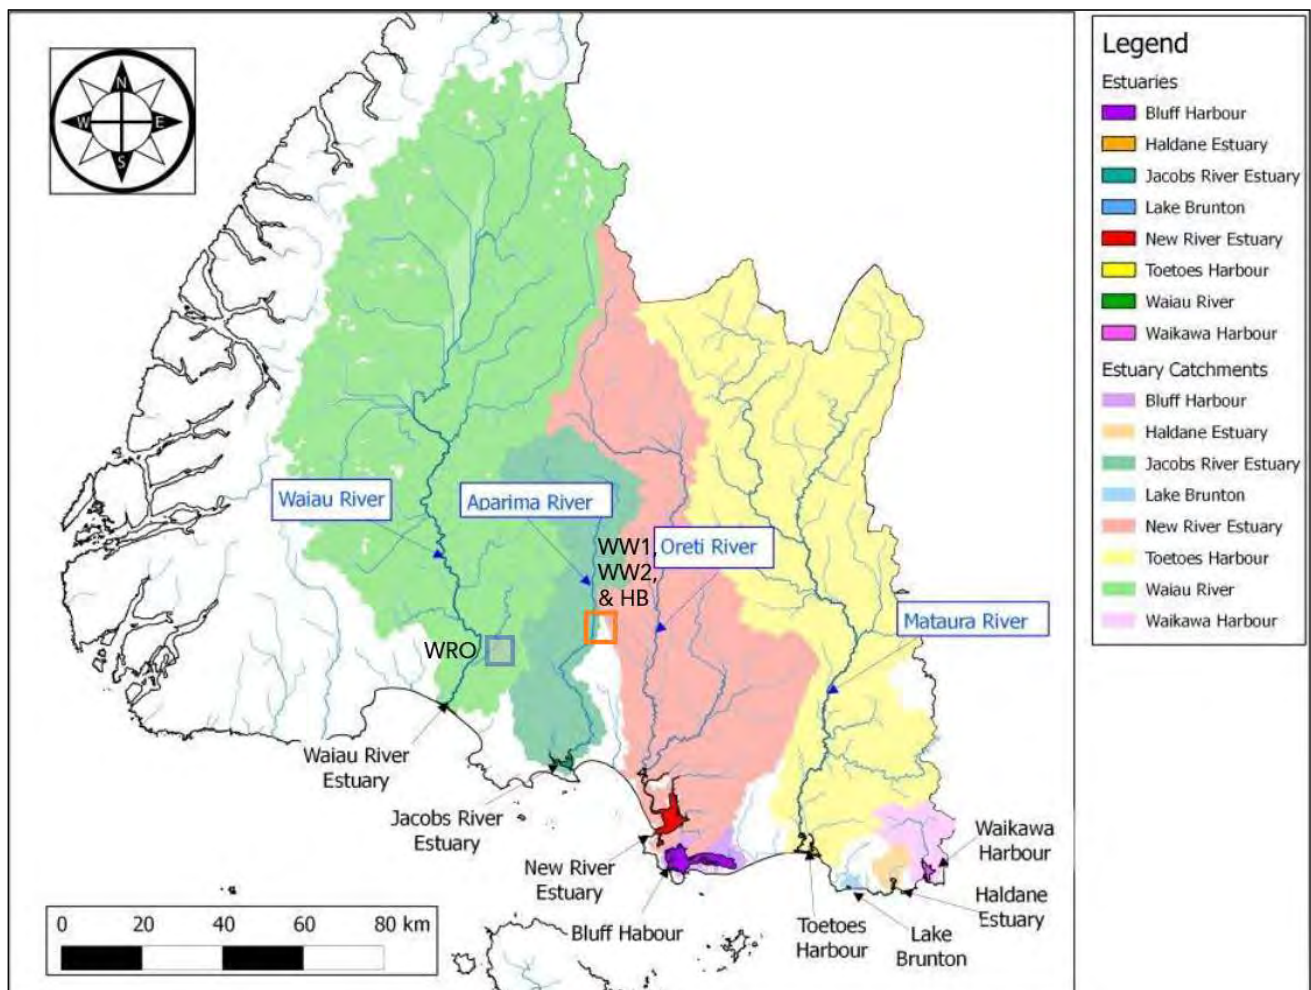 N
W
E
S
Waiau River
Aparima River
WW1,
WW2,
& HB
Oreti River
Mataura River
WRO
Waiau River
Estuary
Jacobs River
Estuary
New River
Estuary
Bluff Habour
Toetoes
Harbour
Lake
Brunton
Haldane
Estuary
Waikawa
Harbour
0 20 40 60 80 km
Legend
Estuaries
Bluff Harbour
Haldane Estuary
Jacobs River Estuary
Lake Brunton
New River Estuary
Toetoes Harbour
Waiau River
Waikawa Harbour
Estuary Catchments
Bluff Harbour
Haldane Estuary
Jacobs River Estuary
Lake Brunton
New River Estuary
Toetoes Harbour
Waiau River
Waikawa Harbour